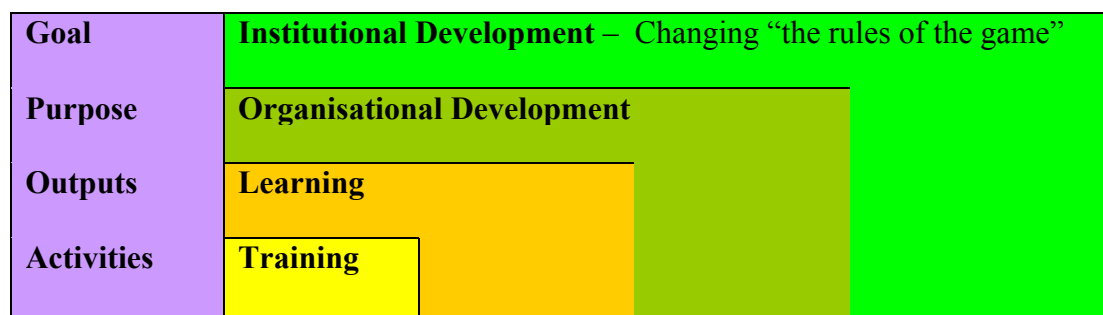 Goal Institutional Development – Changing “the rules of the game”
Purpose Organisational Development
Outputs Learning
Activities Training